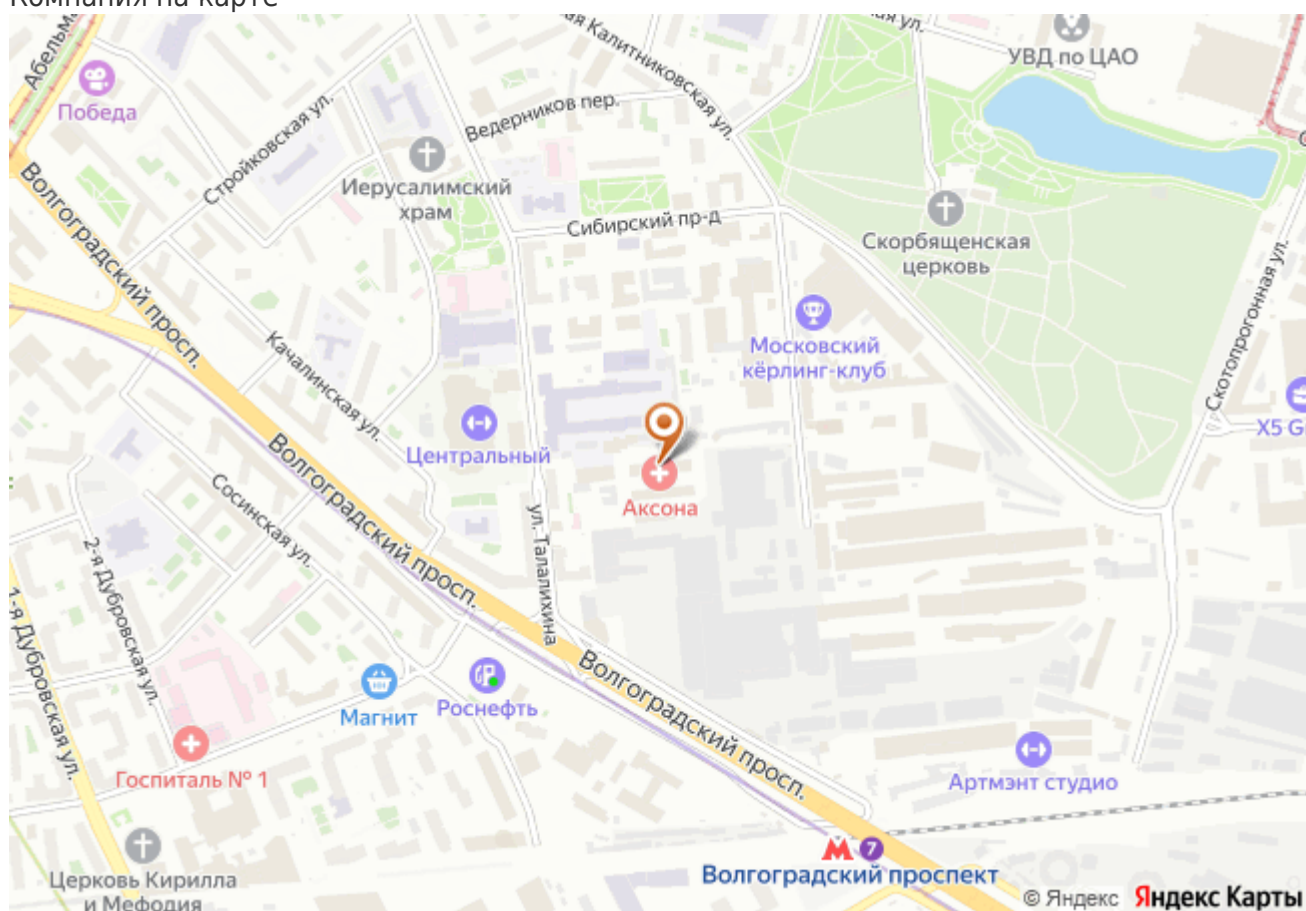 Компания на карте
УВД по ЦАО
Абельм
Победа
Калитниковская ул.
Ведерников пер.
Стройковская ул.
Иерусалимский
храм
Сибирский пр-д
Скорбященская
церковь
Волгоградский просп.
Скотопрогонная ул.
Московский
кёрлинг-клуб
Качалинская ул.
X5 G
Центральный
Волгоградский просп.
Аксона
Сосинская ул.
ул. Талалихина
2-я Дубровская ул.
1-я Дубровская ул.
Волгоградский просп.
Магнит
Роснефть
Госпиталь № 1
Артмэнт студио
Церковь Кирилла
и Мефодия
М 7
Волгоградский проспект
© Яндекс Яндекс Карты